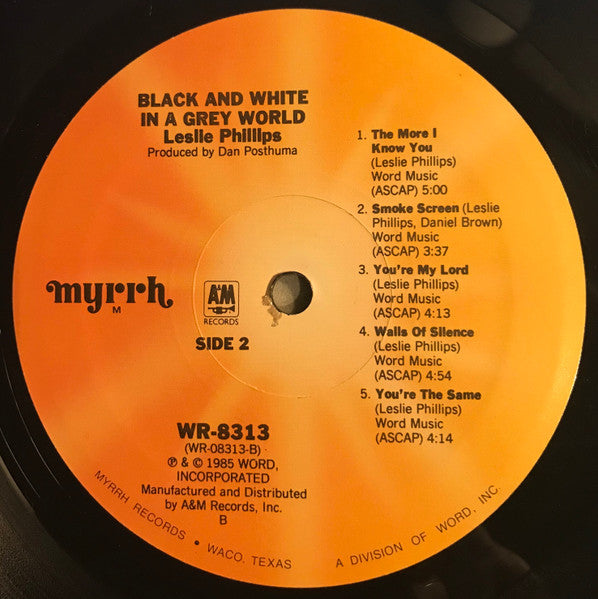 BLACK AND WHITE
IN A GREY WORLD
Leslie Phillips
Produced by Dan Posthuma
1. The More I
Know You
(Leslie Phillips)
Word Music
(ASCAP) 5:00
2. Smoke Screen (Leslie
Phillips, Daniel Brown)
Word Music
(ASCAP) 3:37
3. You're My Lord
(Leslie Phillips)
Word Music
(ASCAP) 4:13
4. Walls Of Silence
(Leslie Phillips)
Word Music
(ASCAP) 4:54
5. You're The Same
(Leslie Phillips)
Word Music
(ASCAP) 4:14
myrrh
M
A&M
RECORDS
SIDE 2
WR-8313
(WR-08313-B)
℗ & © 1985 WORD,
INCORPORATED
Manufactured and Distributed
by A&M Records, Inc.
B
MYRRH RECORDS • WACO, TEXAS A DIVISION OF WORD, INC.